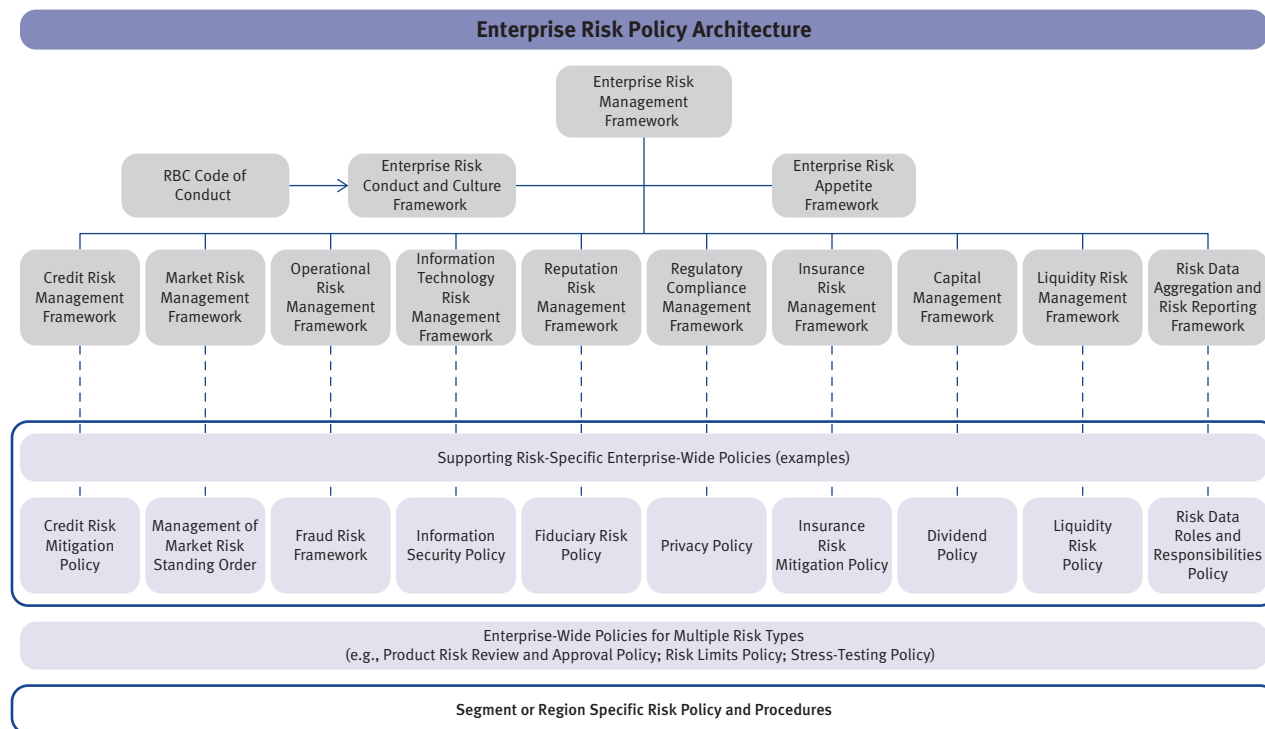 Enterprise Risk Policy Architecture
Enterprise Risk
Management
Framework
RBC Code of
Conduct
Enterprise Risk
Conduct and Culture
Framework
Enterprise Risk
Appetite
Framework
Credit Risk
Management
Framework
Market Risk
Management
Framework
Operational
Risk
Management
Framework
Information
Technology
Risk
Management
Framework
Reputation
Risk
Management
Framework
Regulatory
Compliance
Management
Framework
Insurance
Risk
Management
Framework
Capital
Management
Framework
Liquidity Risk
Management
Framework
Risk Data
Aggregation and
Risk Reporting
Framework
Supporting Risk-Specific Enterprise-Wide Policies (examples)
Credit Risk
Mitigation
Policy
Management of
Market Risk
Standing Order
Fraud Risk
Framework
Information
Security Policy
Fiduciary Risk
Policy
Privacy Policy
Insurance
Risk
Mitigation Policy
Dividend
Policy
Liquidity
Risk
Policy
Risk Data
Roles and
Responsibilities
Policy
Enterprise-Wide Policies for Multiple Risk Types
(e.g., Product Risk Review and Approval Policy; Risk Limits Policy; Stress-Testing Policy)
Segment or Region Specific Risk Policy and Procedures